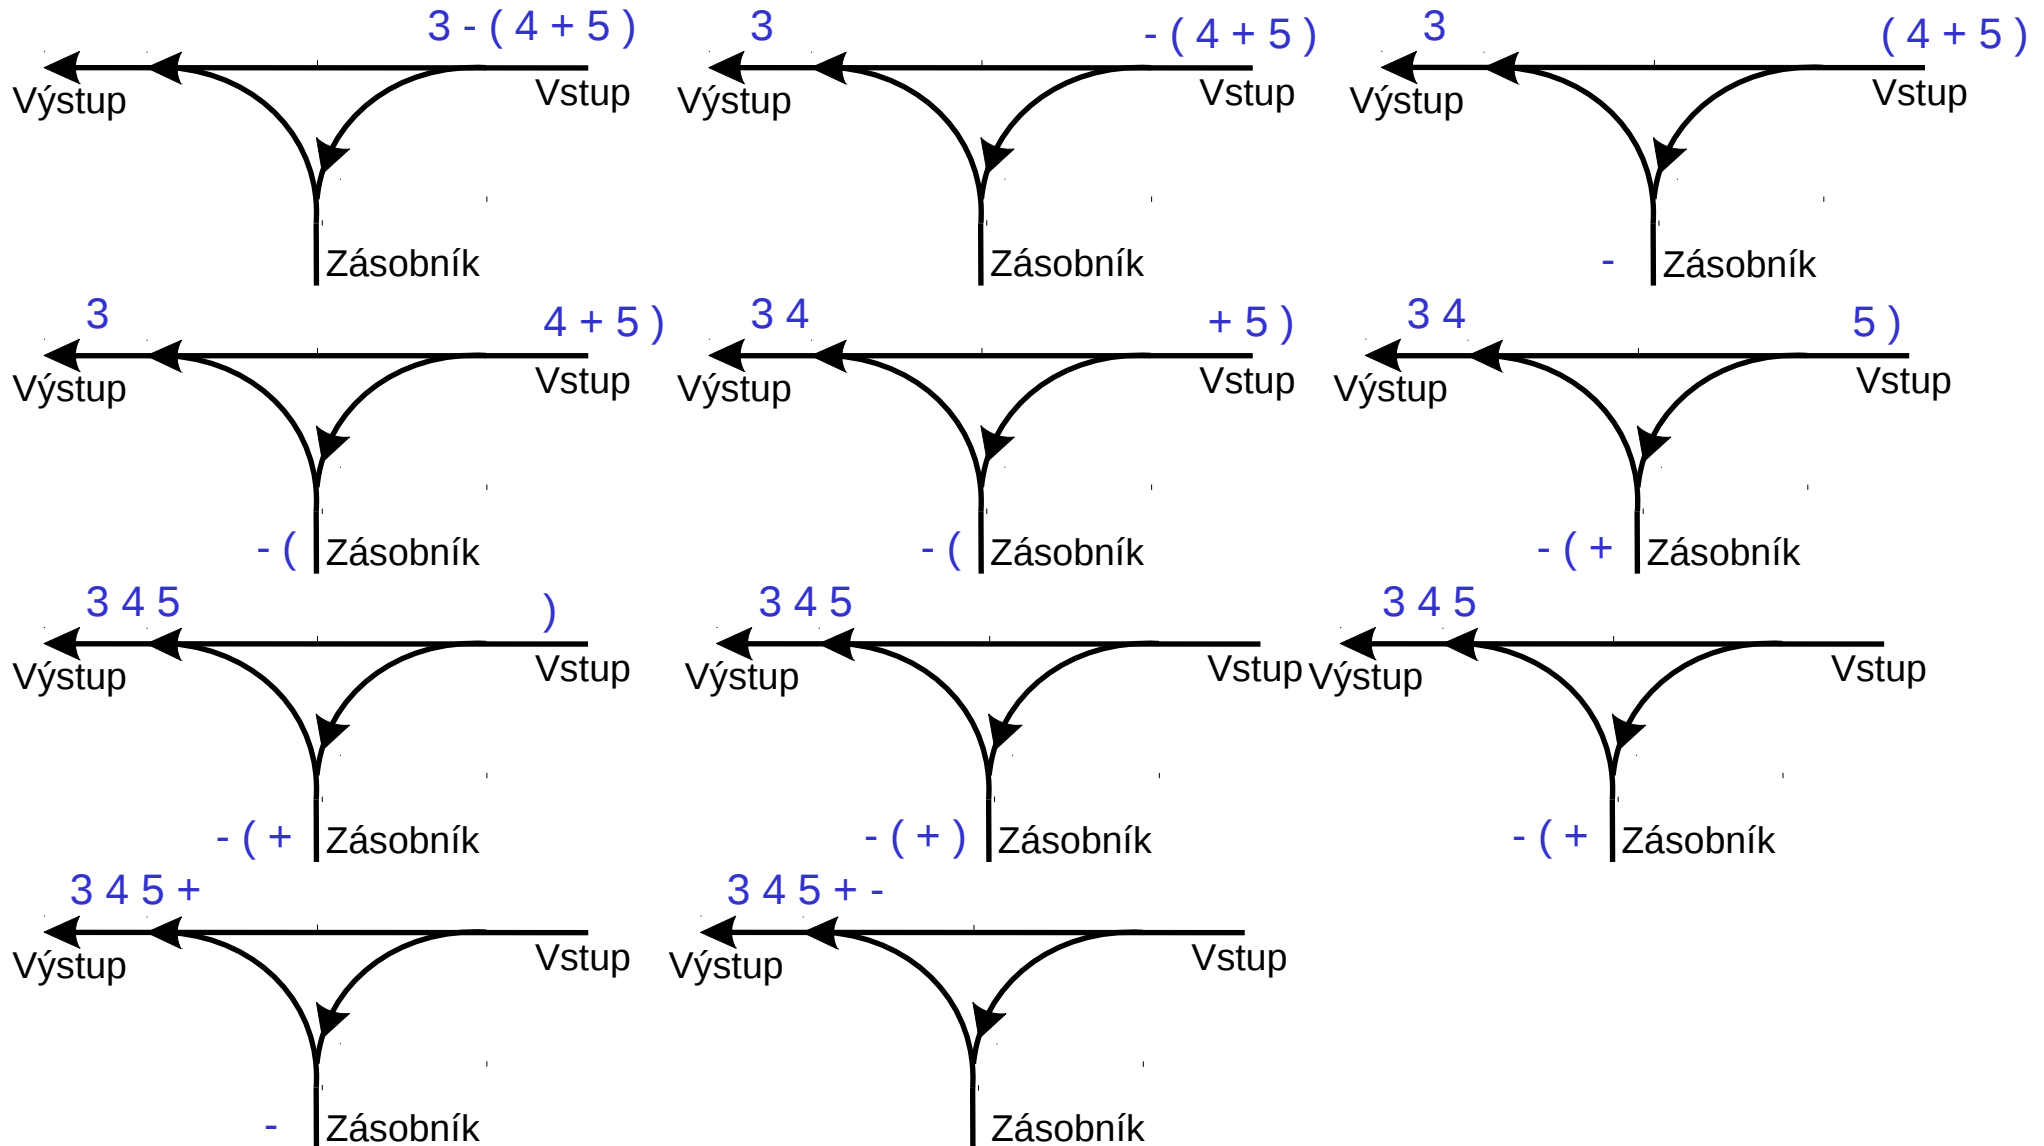 3 - ( 4 + 5 )
Výstup
Vstup
Zásobník
3
- ( 4 + 5 )
Výstup
Vstup
Zásobník
3
( 4 + 5 )
Výstup
Vstup
-
Zásobník
3
4 + 5 )
Výstup
Vstup
- (
Zásobník
3 4
+ 5 )
Výstup
Vstup
- (
Zásobník
3 4
5 )
Výstup
Vstup
- ( +
Zásobník
3 4 5
)
Výstup
Vstup
- ( +
Zásobník
3 4 5
Výstup
Vstup
- ( + )
Zásobník
3 4 5
Výstup
Vstup
- ( +
Zásobník
3 4 5 +
Výstup
Vstup
-
Zásobník
3 4 5 + -
Výstup
Vstup
Zásobník